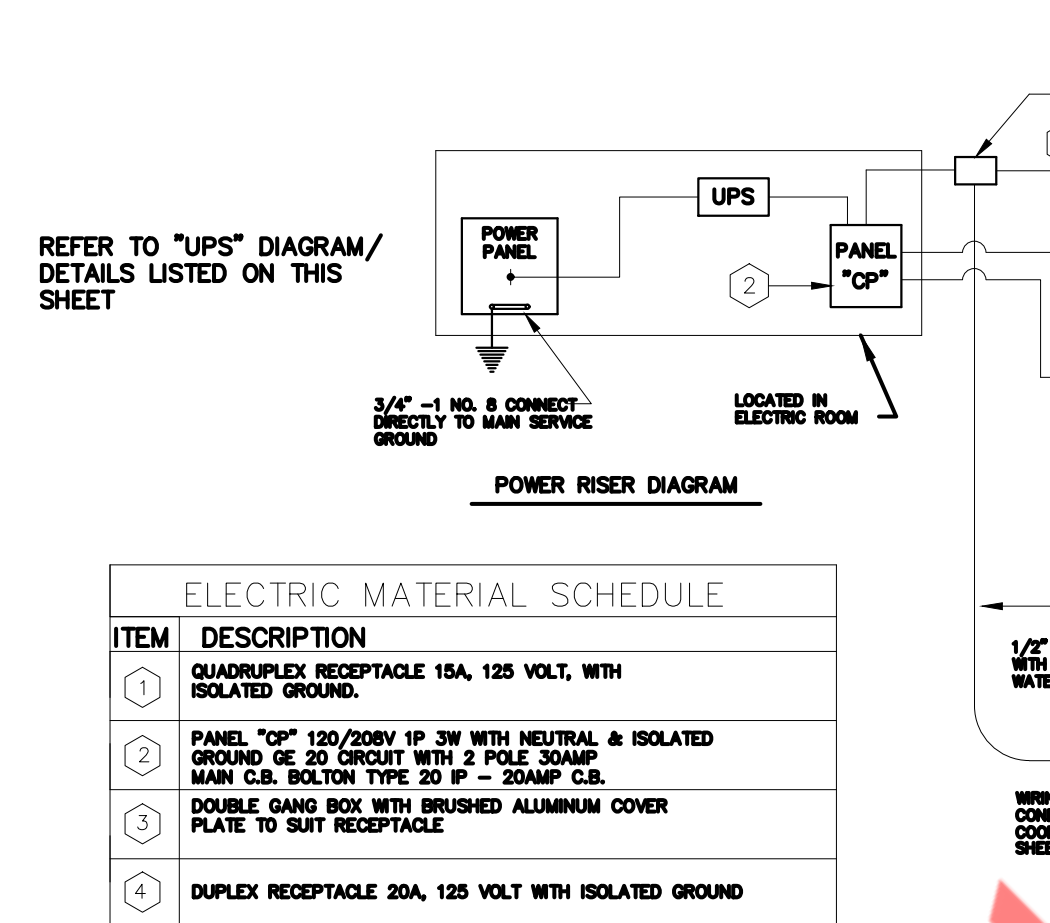 REFER TO "UPS" DIAGRAM/
DETAILS LISTED ON THIS
SHEET
POWER
PANEL
UPS
PANEL
"CP"
2
3/4" -1 NO. 8 CONNECT
DIRECTLY TO MAIN SERVICE
GROUND
LOCATED IN
ELECTRIC ROOM
POWER RISER DIAGRAM
ELECTRIC MATERIAL SCHEDULE
ITEM DESCRIPTION
1 QUADRUPLEX RECEPTACLE 15A, 125 VOLT, WITH
ISOLATED GROUND.
2 PANEL "CP" 120/208V 1P 3W WITH NEUTRAL & ISOLATED
GROUND GE 20 CIRCUIT WITH 2 POLE 30AMP
MAIN C.B. BOLTON TYPE 20 IP - 20AMP C.B.
3 DOUBLE GANG BOX WITH BRUSHED ALUMINUM COVER
PLATE TO SUIT RECEPTACLE
4 DUPLEX RECEPTACLE 20A, 125 VOLT WITH ISOLATED GROUND
1/2"
WITH